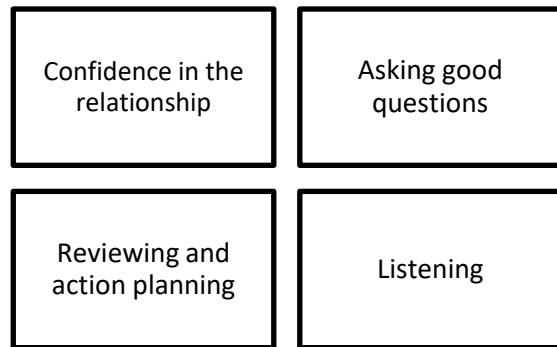 Confidence in the
relationship
Asking good
questions
Reviewing and
action planning
Listening